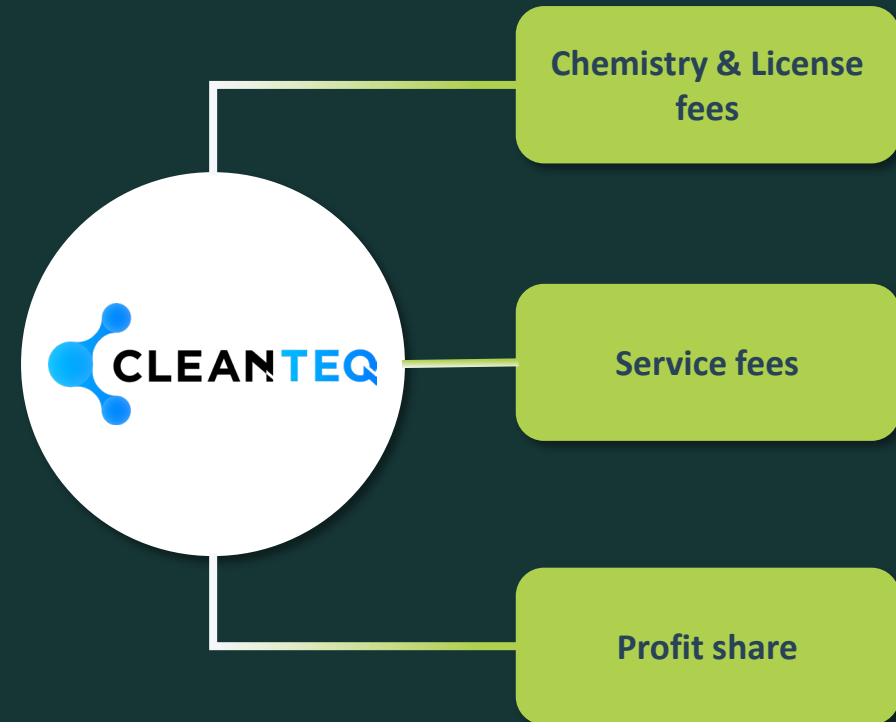 Chemistry & License
fees
CLEANTEQ
Service fees
Profit share